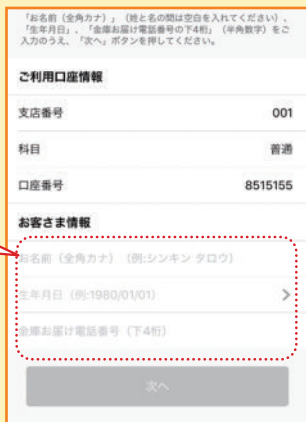 「お名前（全角カナ）」（姓と名の間は空白を入れてください）、
「生年月日」、「金庫お届け電話番号の下4桁」（半角数字）をご
入力のうえ、「次へ」ボタンを押してください。
ご利用口座情報
支店番号 001
科目 普通
口座番号 8515155
お客さま情報
お名前（全角カナ）（例:シンキン タロウ）
生年月日（例:1980/01/01）
金庫お届け電話番号（下4桁）
次へ